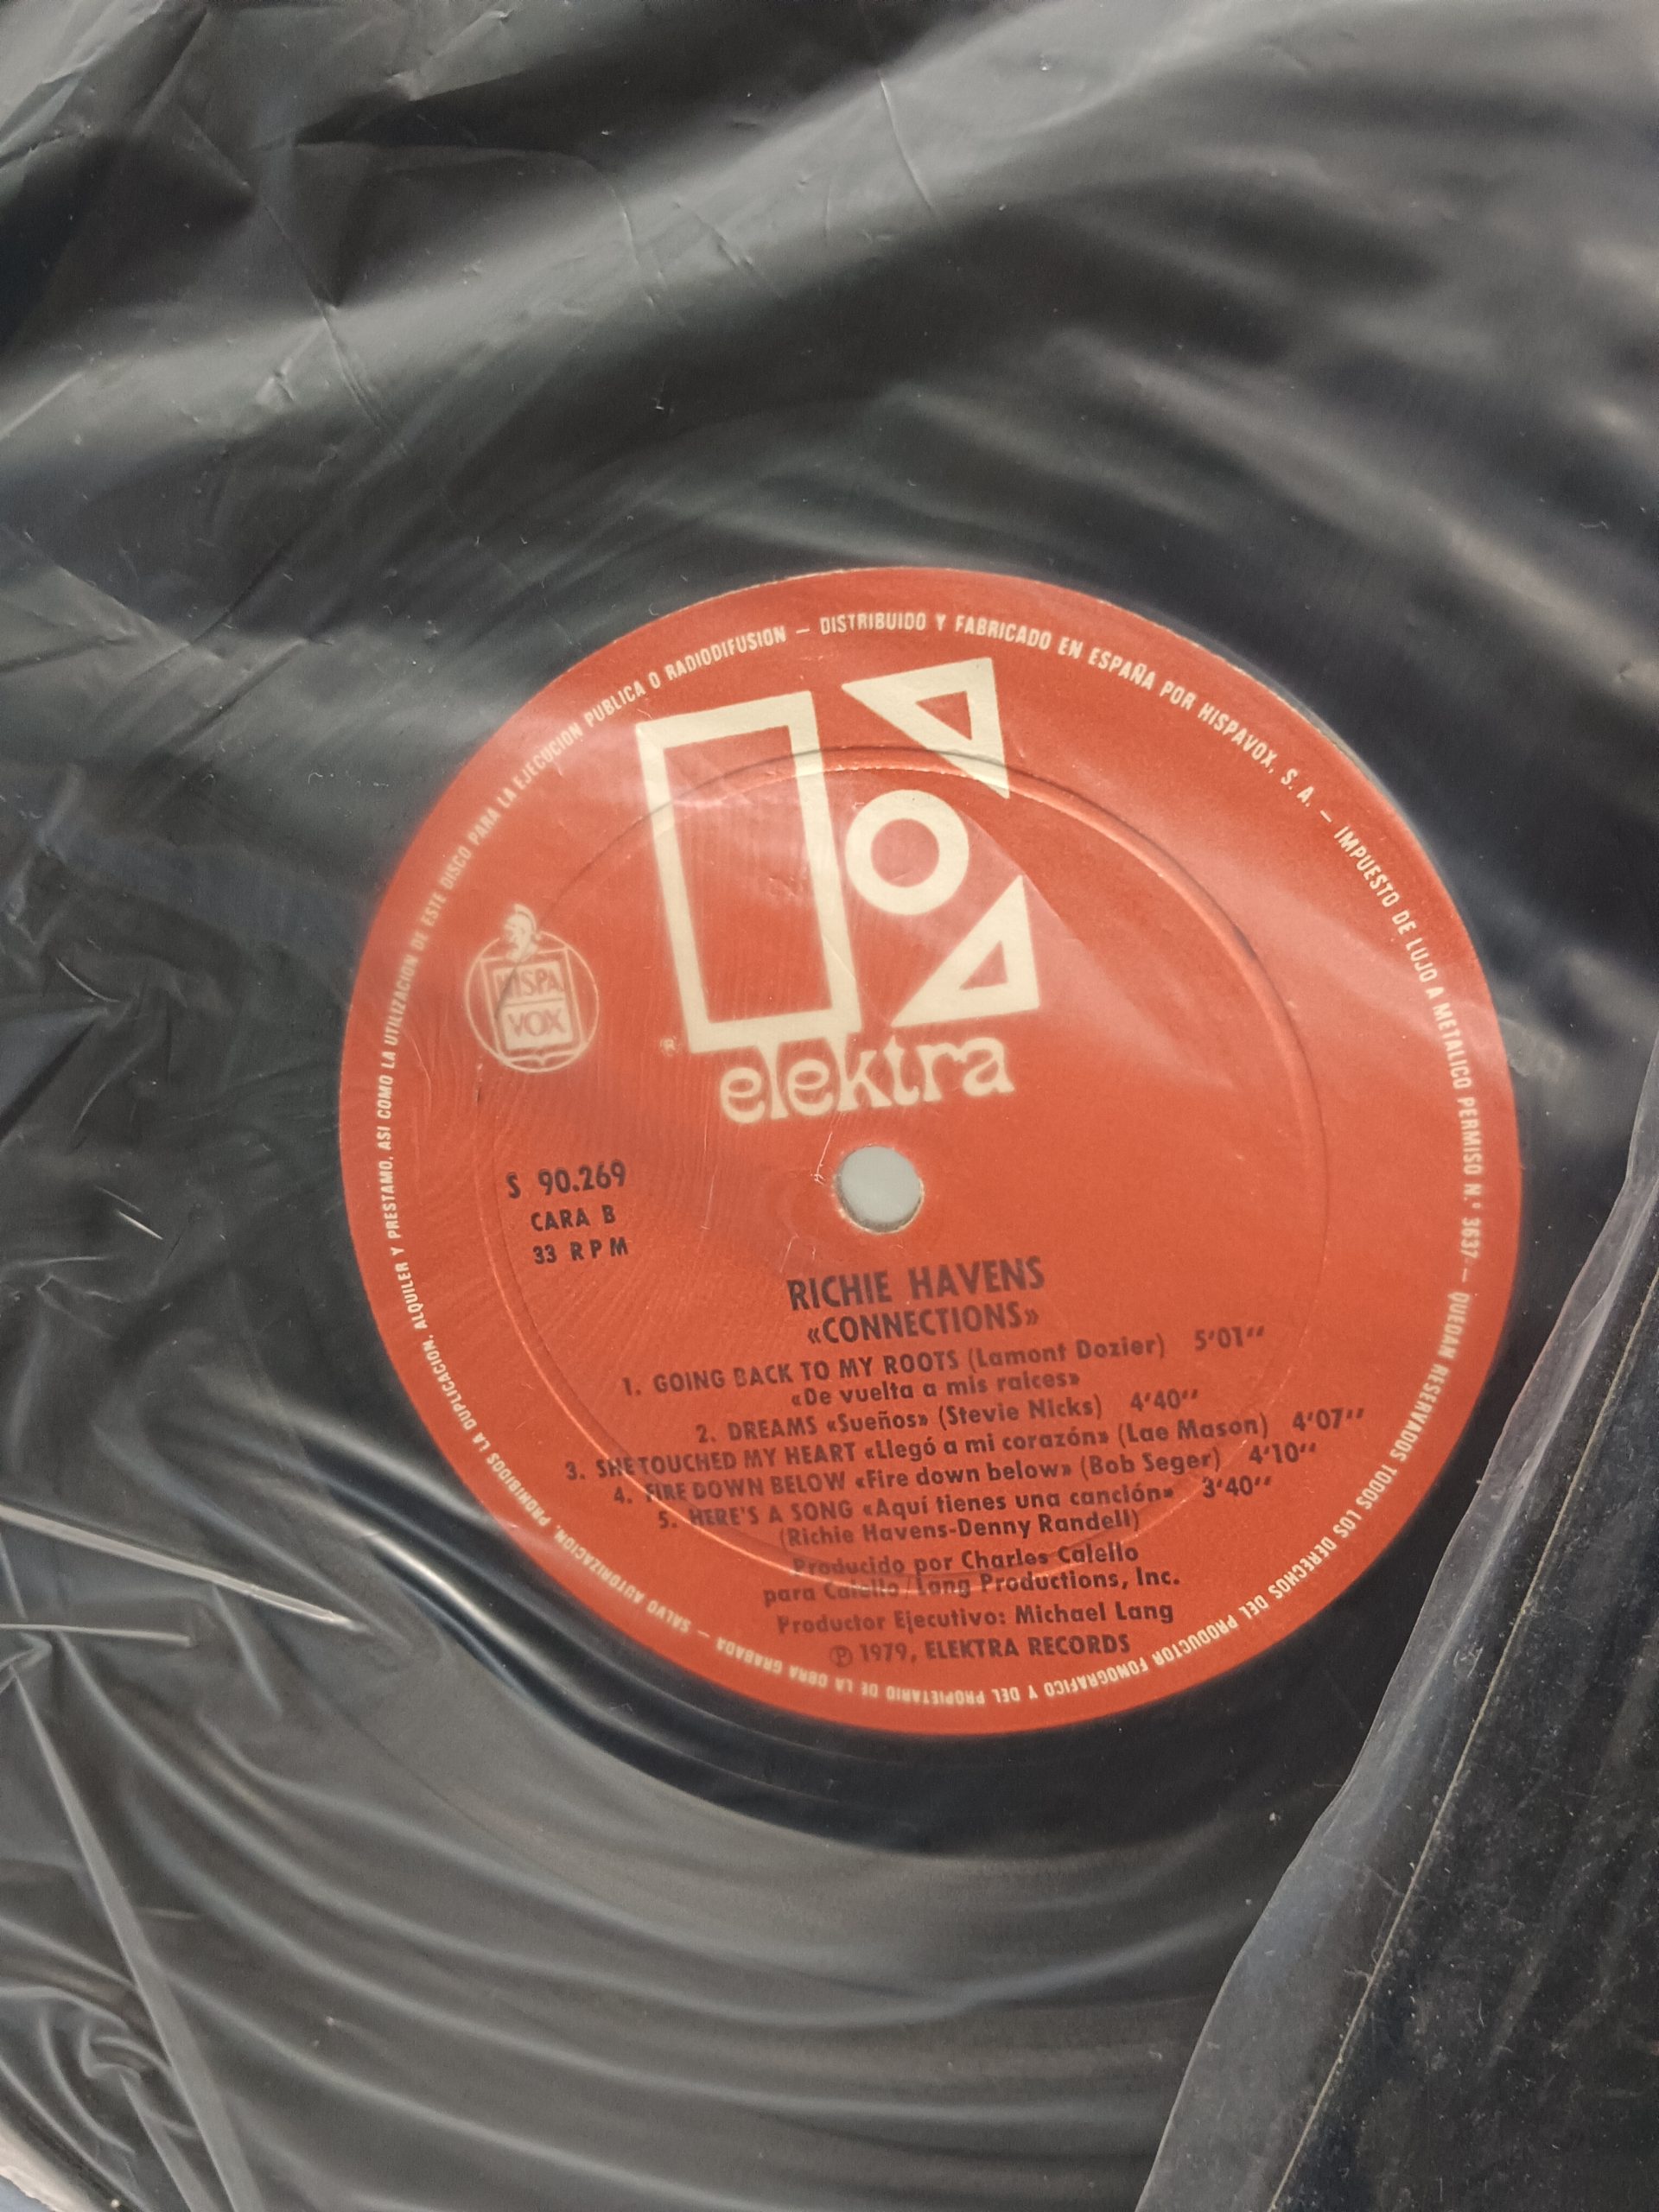 DISTRIBUIDO Y FABRICADO EN ESPAÑA POR HISPAVOX, S. A. – IMPUESTO DE LUJO A METALICO PERMISO N.° 3637 – QUEDAN RESERVADOS TODOS LOS DERECHOS DEL PRODUCTOR FONOGRAFICO Y DEL PROPIETARIO DE LA OBRA GRABADA – SALVO AUTORIZACION, PROHIBIDOS LA DUPLICACION, ALQUILER Y PRESTAMO, ASI COMO LA UTILIZACION DE ESTE DISCO PARA LA EJECUCION PUBLICA O RADIODIFUSION –
HISPA
VOX
®
elektra
S 90.269
CARA B
33 RPM
RICHIE HAVENS
«CONNECTIONS»
1. GOING BACK TO MY ROOTS (Lamont Dozier) 5'01''
«De vuelta a mis raices»
2. DREAMS «Sueños» (Stevie Nicks) 4'40''
3. SHE TOUCHED MY HEART «Llegó a mi corazón» (Lae Mason) 4'07''
4. FIRE DOWN BELOW «Fire down below» (Bob Seger) 4'10''
5. HERE'S A SONG «Aquí tienes una canción» 3'40''
(Richie Havens-Denny Randell)
Producido por Charles Calello
para Calello/Lang Productions, Inc.
Productor Ejecutivo: Michael Lang
℗ 1979, ELEKTRA RECORDS